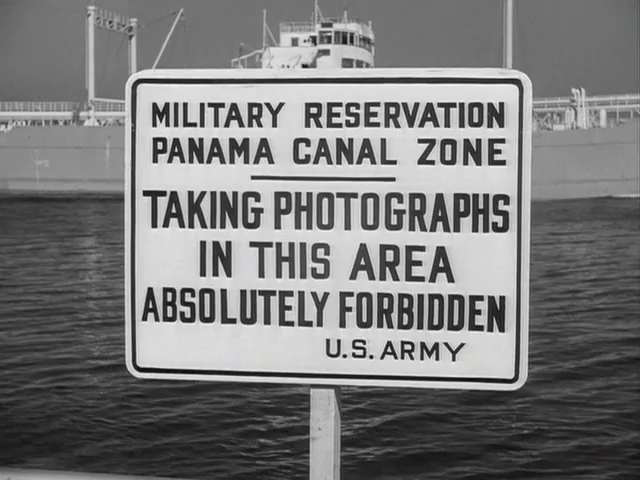 MILITARY RESERVATION
PANAMA CANAL ZONE
TAKING PHOTOGRAPHS
IN THIS AREA
ABSOLUTELY FORBIDDEN
U.S. ARMY